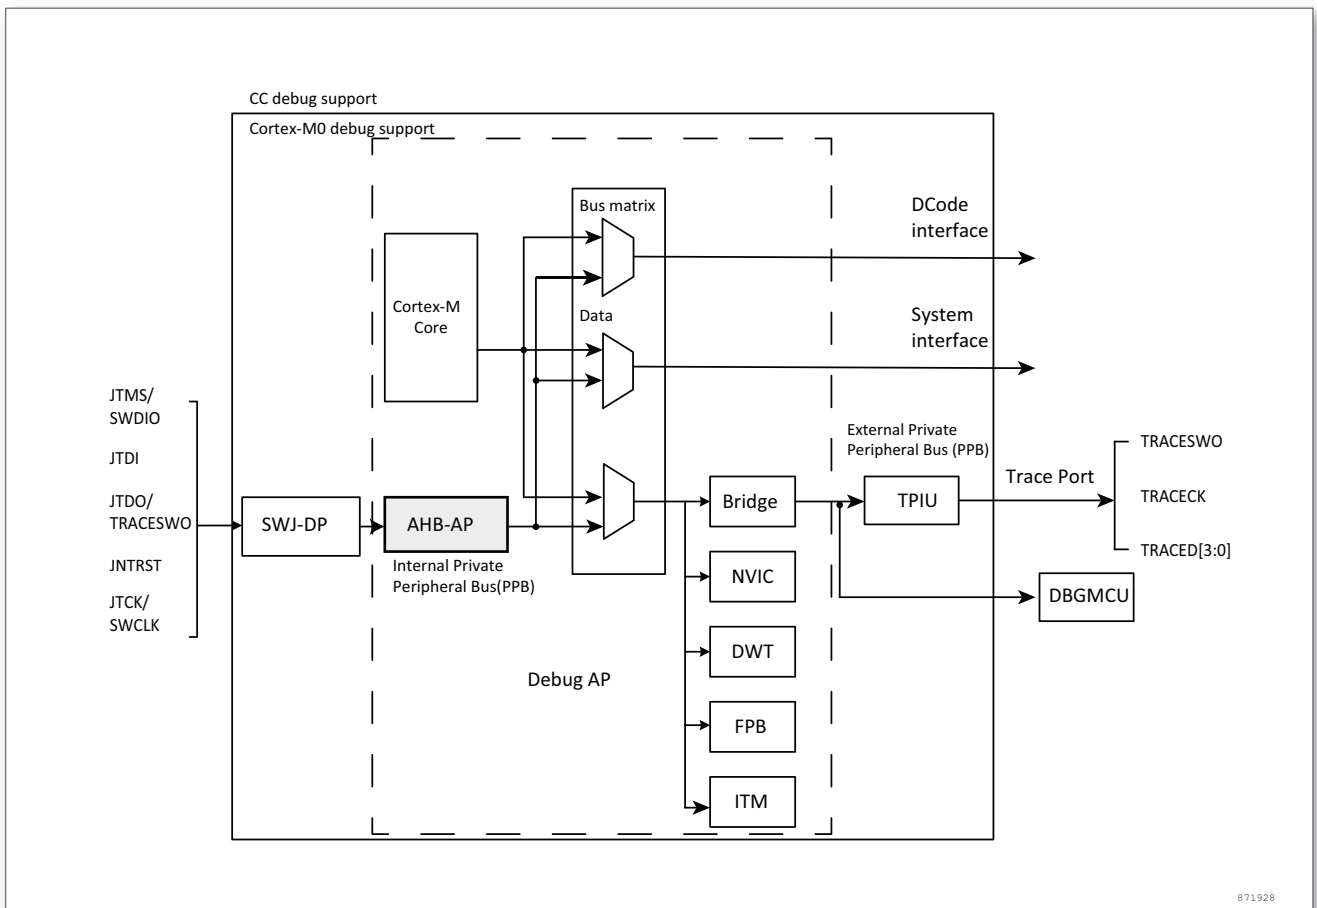 CC debug support
Cortex-M0 debug support
Bus matrix
DCode
interface
Cortex-M
Core
Data
System
interface
JTMS/
SWDIO
JTDI
JTDO/
TRACESWO
JNTRST
JTCK/
SWCLK
SWJ-DP
AHB-AP
Internal Private
Peripheral Bus(PPB)
Debug AP
Bridge
NVIC
DWT
FPB
ITM
External Private
Peripheral Bus (PPB)
TPIU
Trace Port
TRACESWO
TRACECK
TRACED[3:0]
DBGMCU
871928